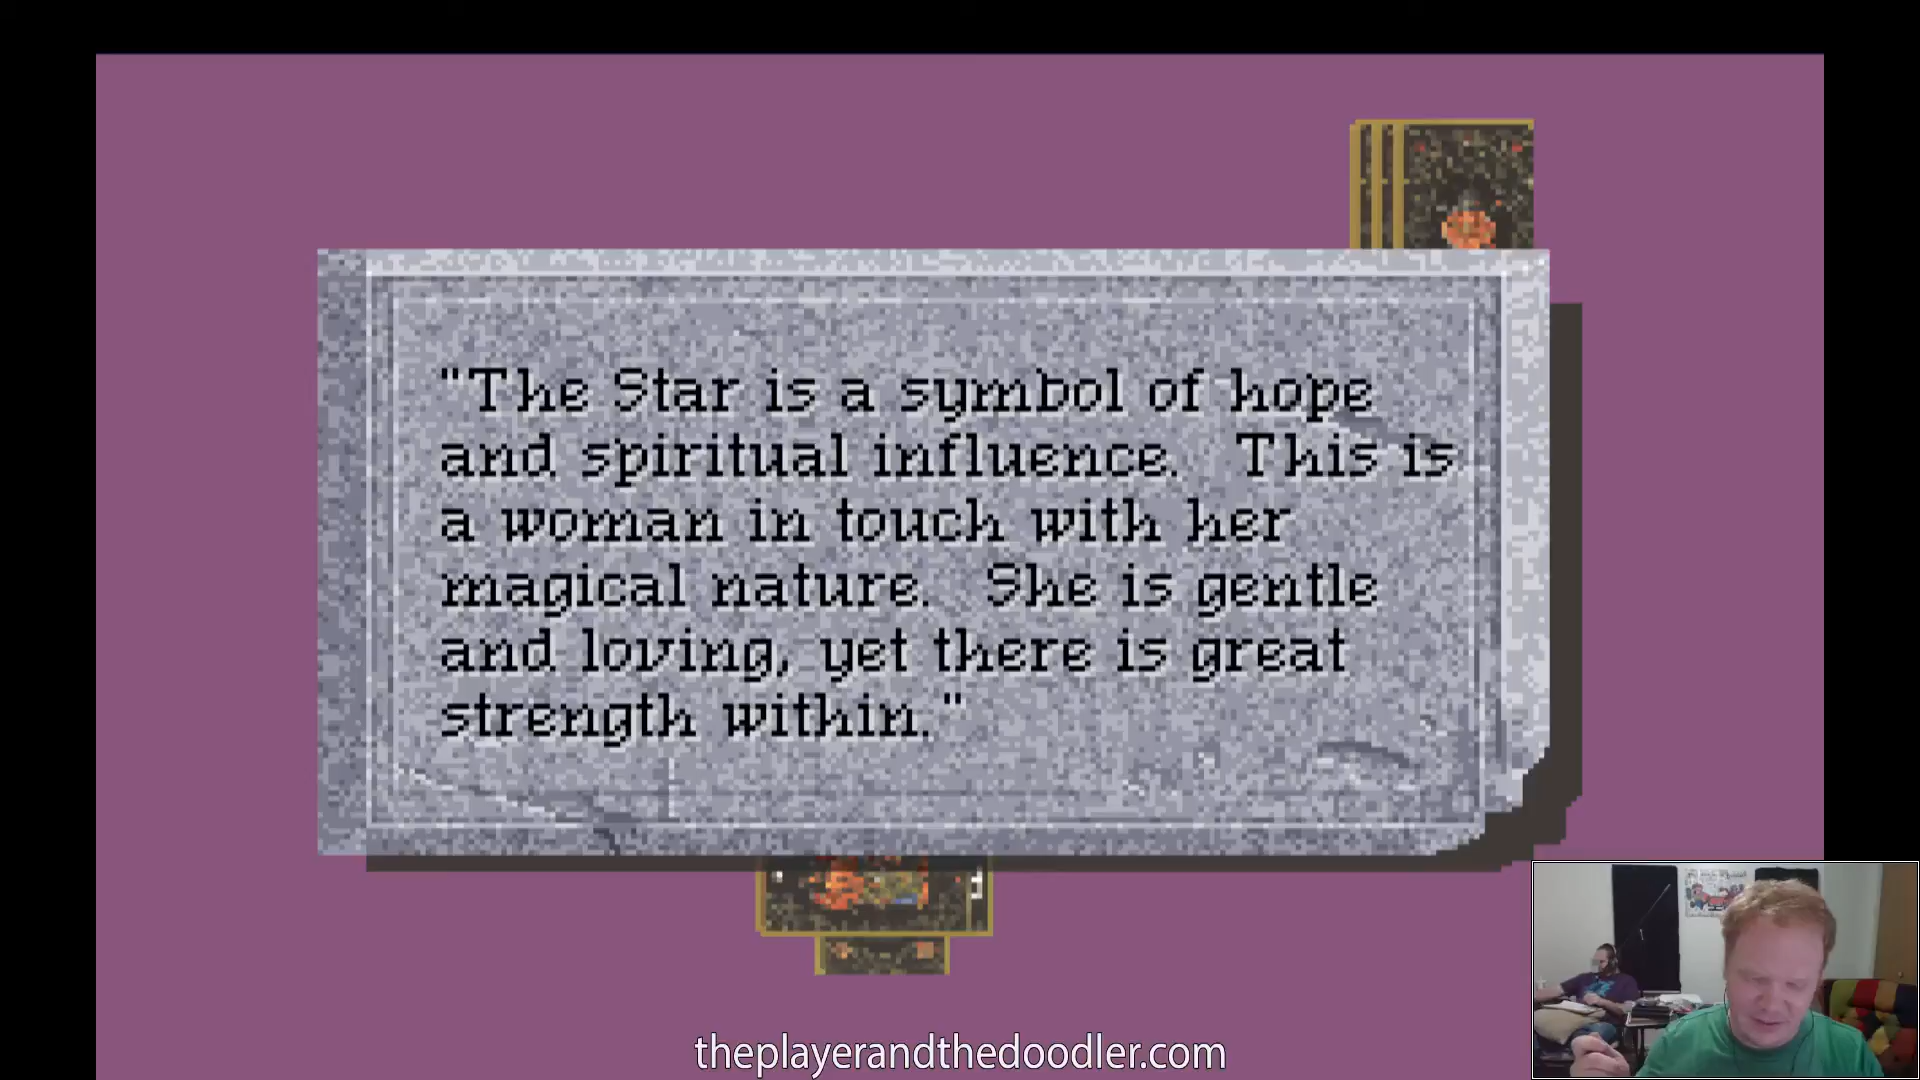 "The Star is a symbol of hope
and spiritual influence. This is
a woman in touch with her
magical nature. She is gentle
and loving, yet there is great
strength within."
theplayerandthedoodler.com